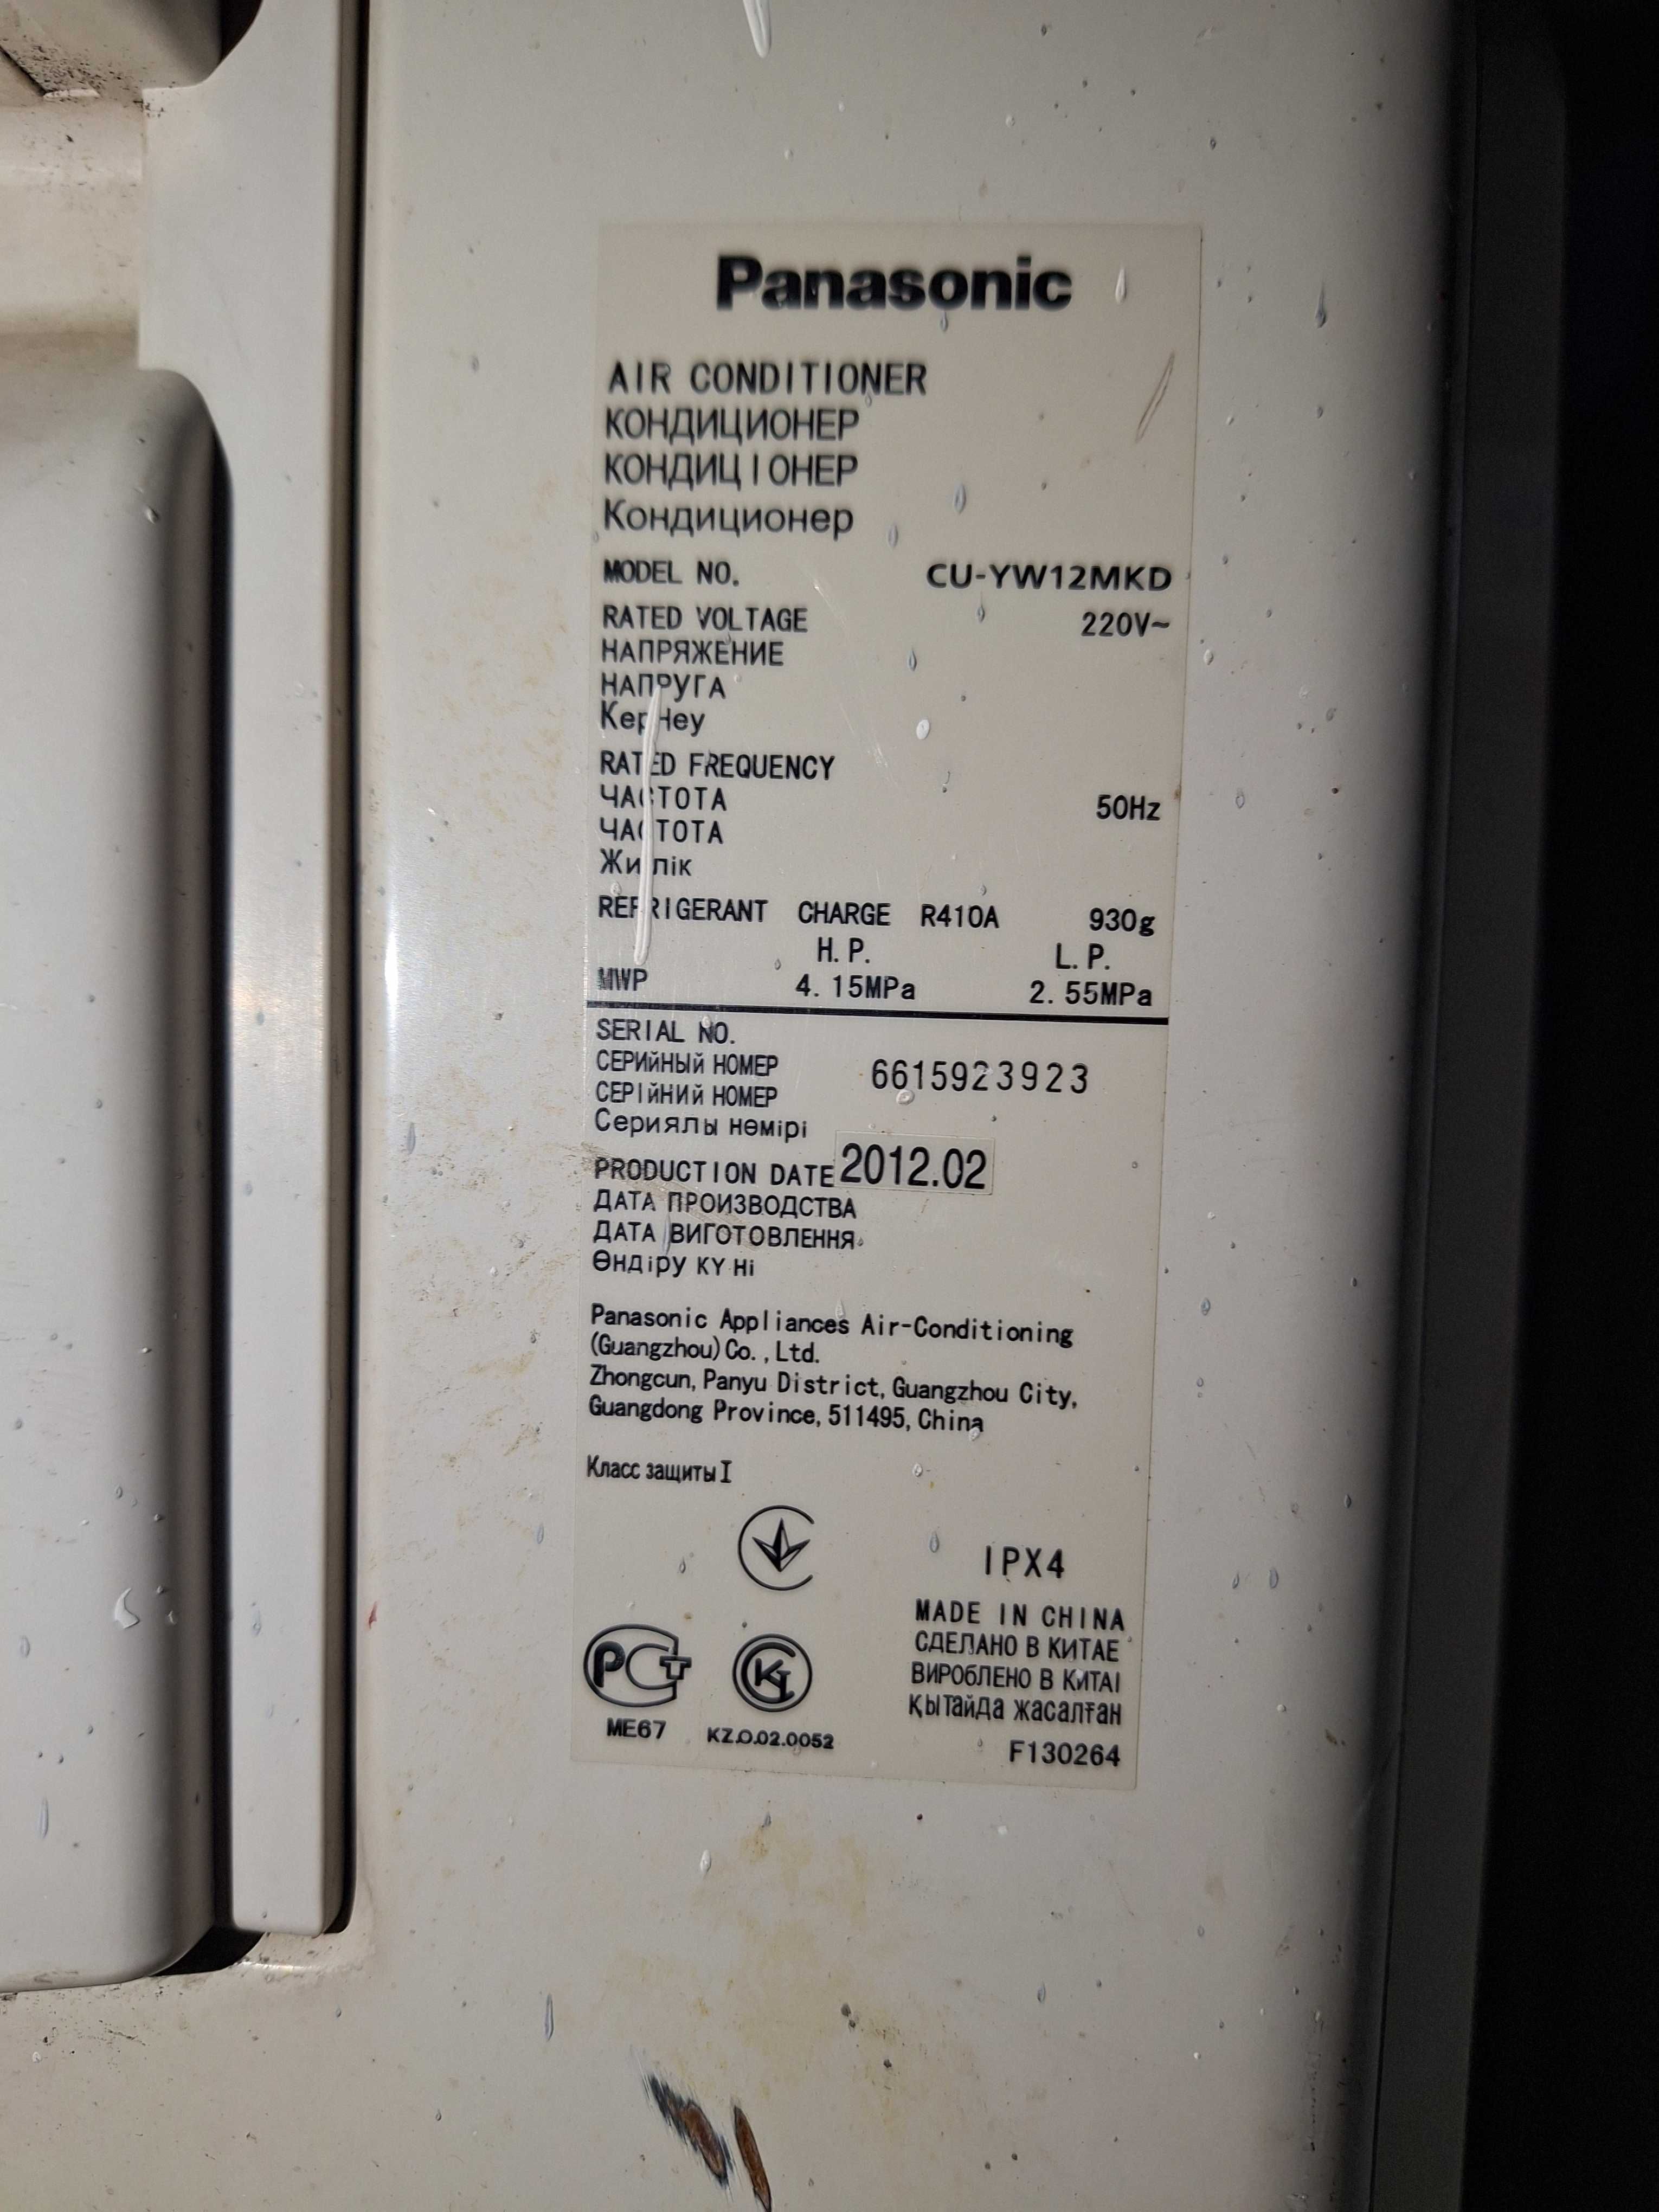 Panasonic
AIR CONDITIONER
КОНДИЦИОНЕР
КОНДИЦІОНЕР
Кондиционер
MODEL NO. CU-YW12MKD
RATED VOLTAGE 220V~
НАПРЯЖЕНИЕ
НАПРУГА
КерНеу
RATED FREQUENCY
ЧАСТОТА 50Hz
ЧАСТОТА
Жиілік
REFRIGERANT CHARGE R410A 930g
H.P. L.P.
MWP 4.15MPa 2.55MPa
SERIAL NO.
СЕРИйНЫй НОМЕР 6615923923
СЕРІйНИй НОМЕР
Сериялы нөмірі
PRODUCTION DATE 2012.02
ДАТА ПРОИЗВОДСТВА
ДАТА ВИГОТОВЛЕННЯ
Өндіру КУНі
Panasonic Appliances Air-Conditioning
(Guangzhou) Co., Ltd.
Zhongcun, Panyu District, Guangzhou City,
Guangdong Province, 511495, China
Класс защиты I
IPX4
MADE IN CHINA
СДЕЛАНО В КИТАЕ
ВИРОБЛЕНО В КИТАІ
Қытайда жасалған
РСТ
ME67
KZ.O.02.0052
F130264